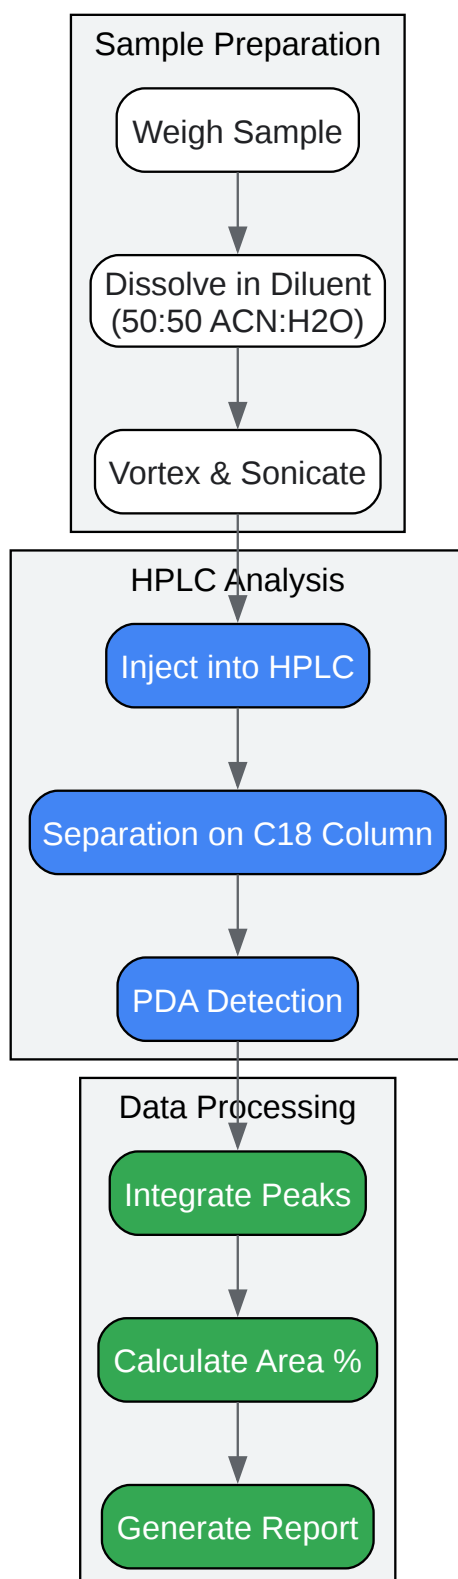 Sample Preparation
Weigh Sample
Dissolve in Diluent
(50:50 ACN:H2O)
Vortex & Sonicate
HPLC Analysis
Inject into HPLC
Separation on C18 Column
PDA Detection
Data Processing
Integrate Peaks
Calculate Area %
Generate Report